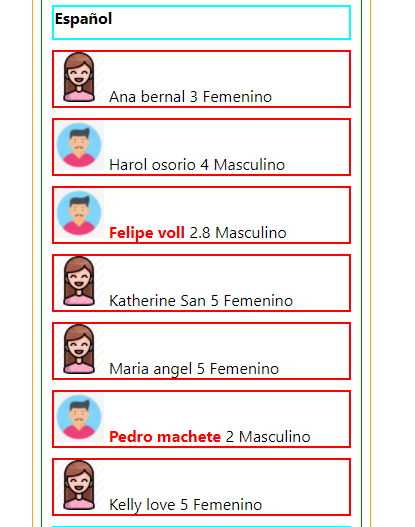 Español
Ana bernal 3 Femenino
Harol osorio 4 Masculino
Felipe voll 2.8 Masculino
Katherine San 5 Femenino
Maria angel 5 Femenino
Pedro machete 2 Masculino
Kelly love 5 Femenino